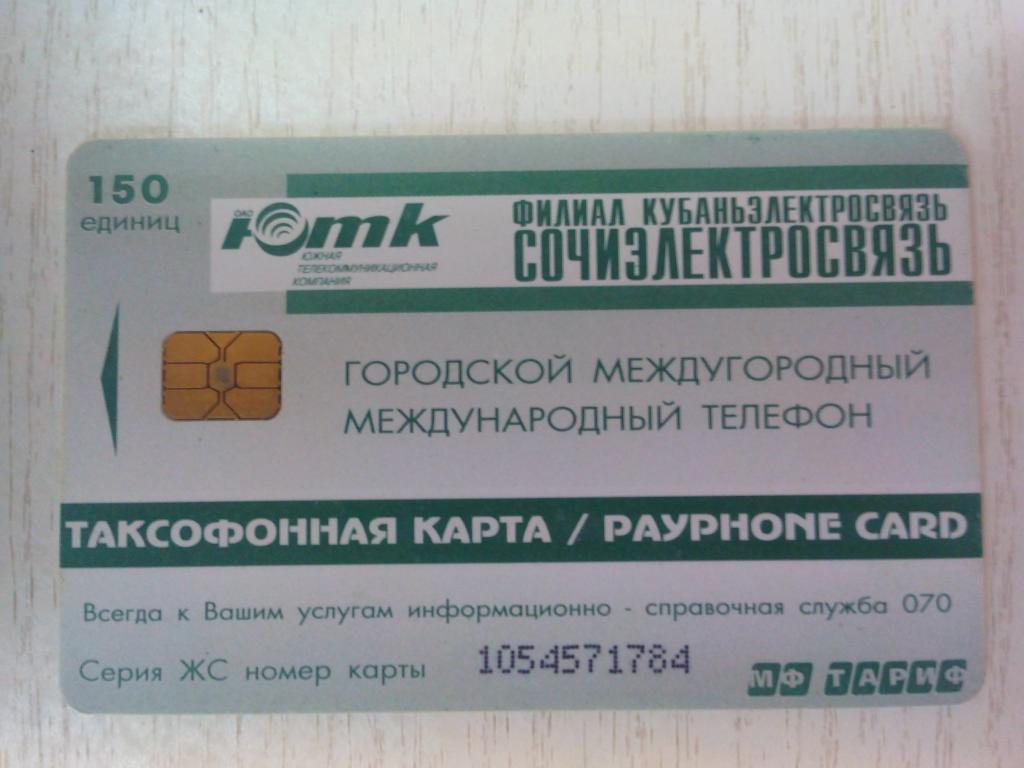 150
единиц
ОАО
Юtk
ЮЖНАЯ
ТЕЛЕКОММУНИКАЦИОННАЯ
КОМПАНИЯ
ФИЛИАЛ КУБАНЬЭЛЕКТРОСВЯЗЬ
СОЧИЭЛЕКТРОСВЯЗЬ
ГОРОДСКОЙ МЕЖДУГОРОДНЫЙ
МЕЖДУНАРОДНЫЙ ТЕЛЕФОН
ТАКСОФОННАЯ КАРТА / PAYPHONE CARD
Всегда к Вашим услугам информационно - справочная служба 070
Серия ЖС номер карты 1054571784
МФ ТАРИФ